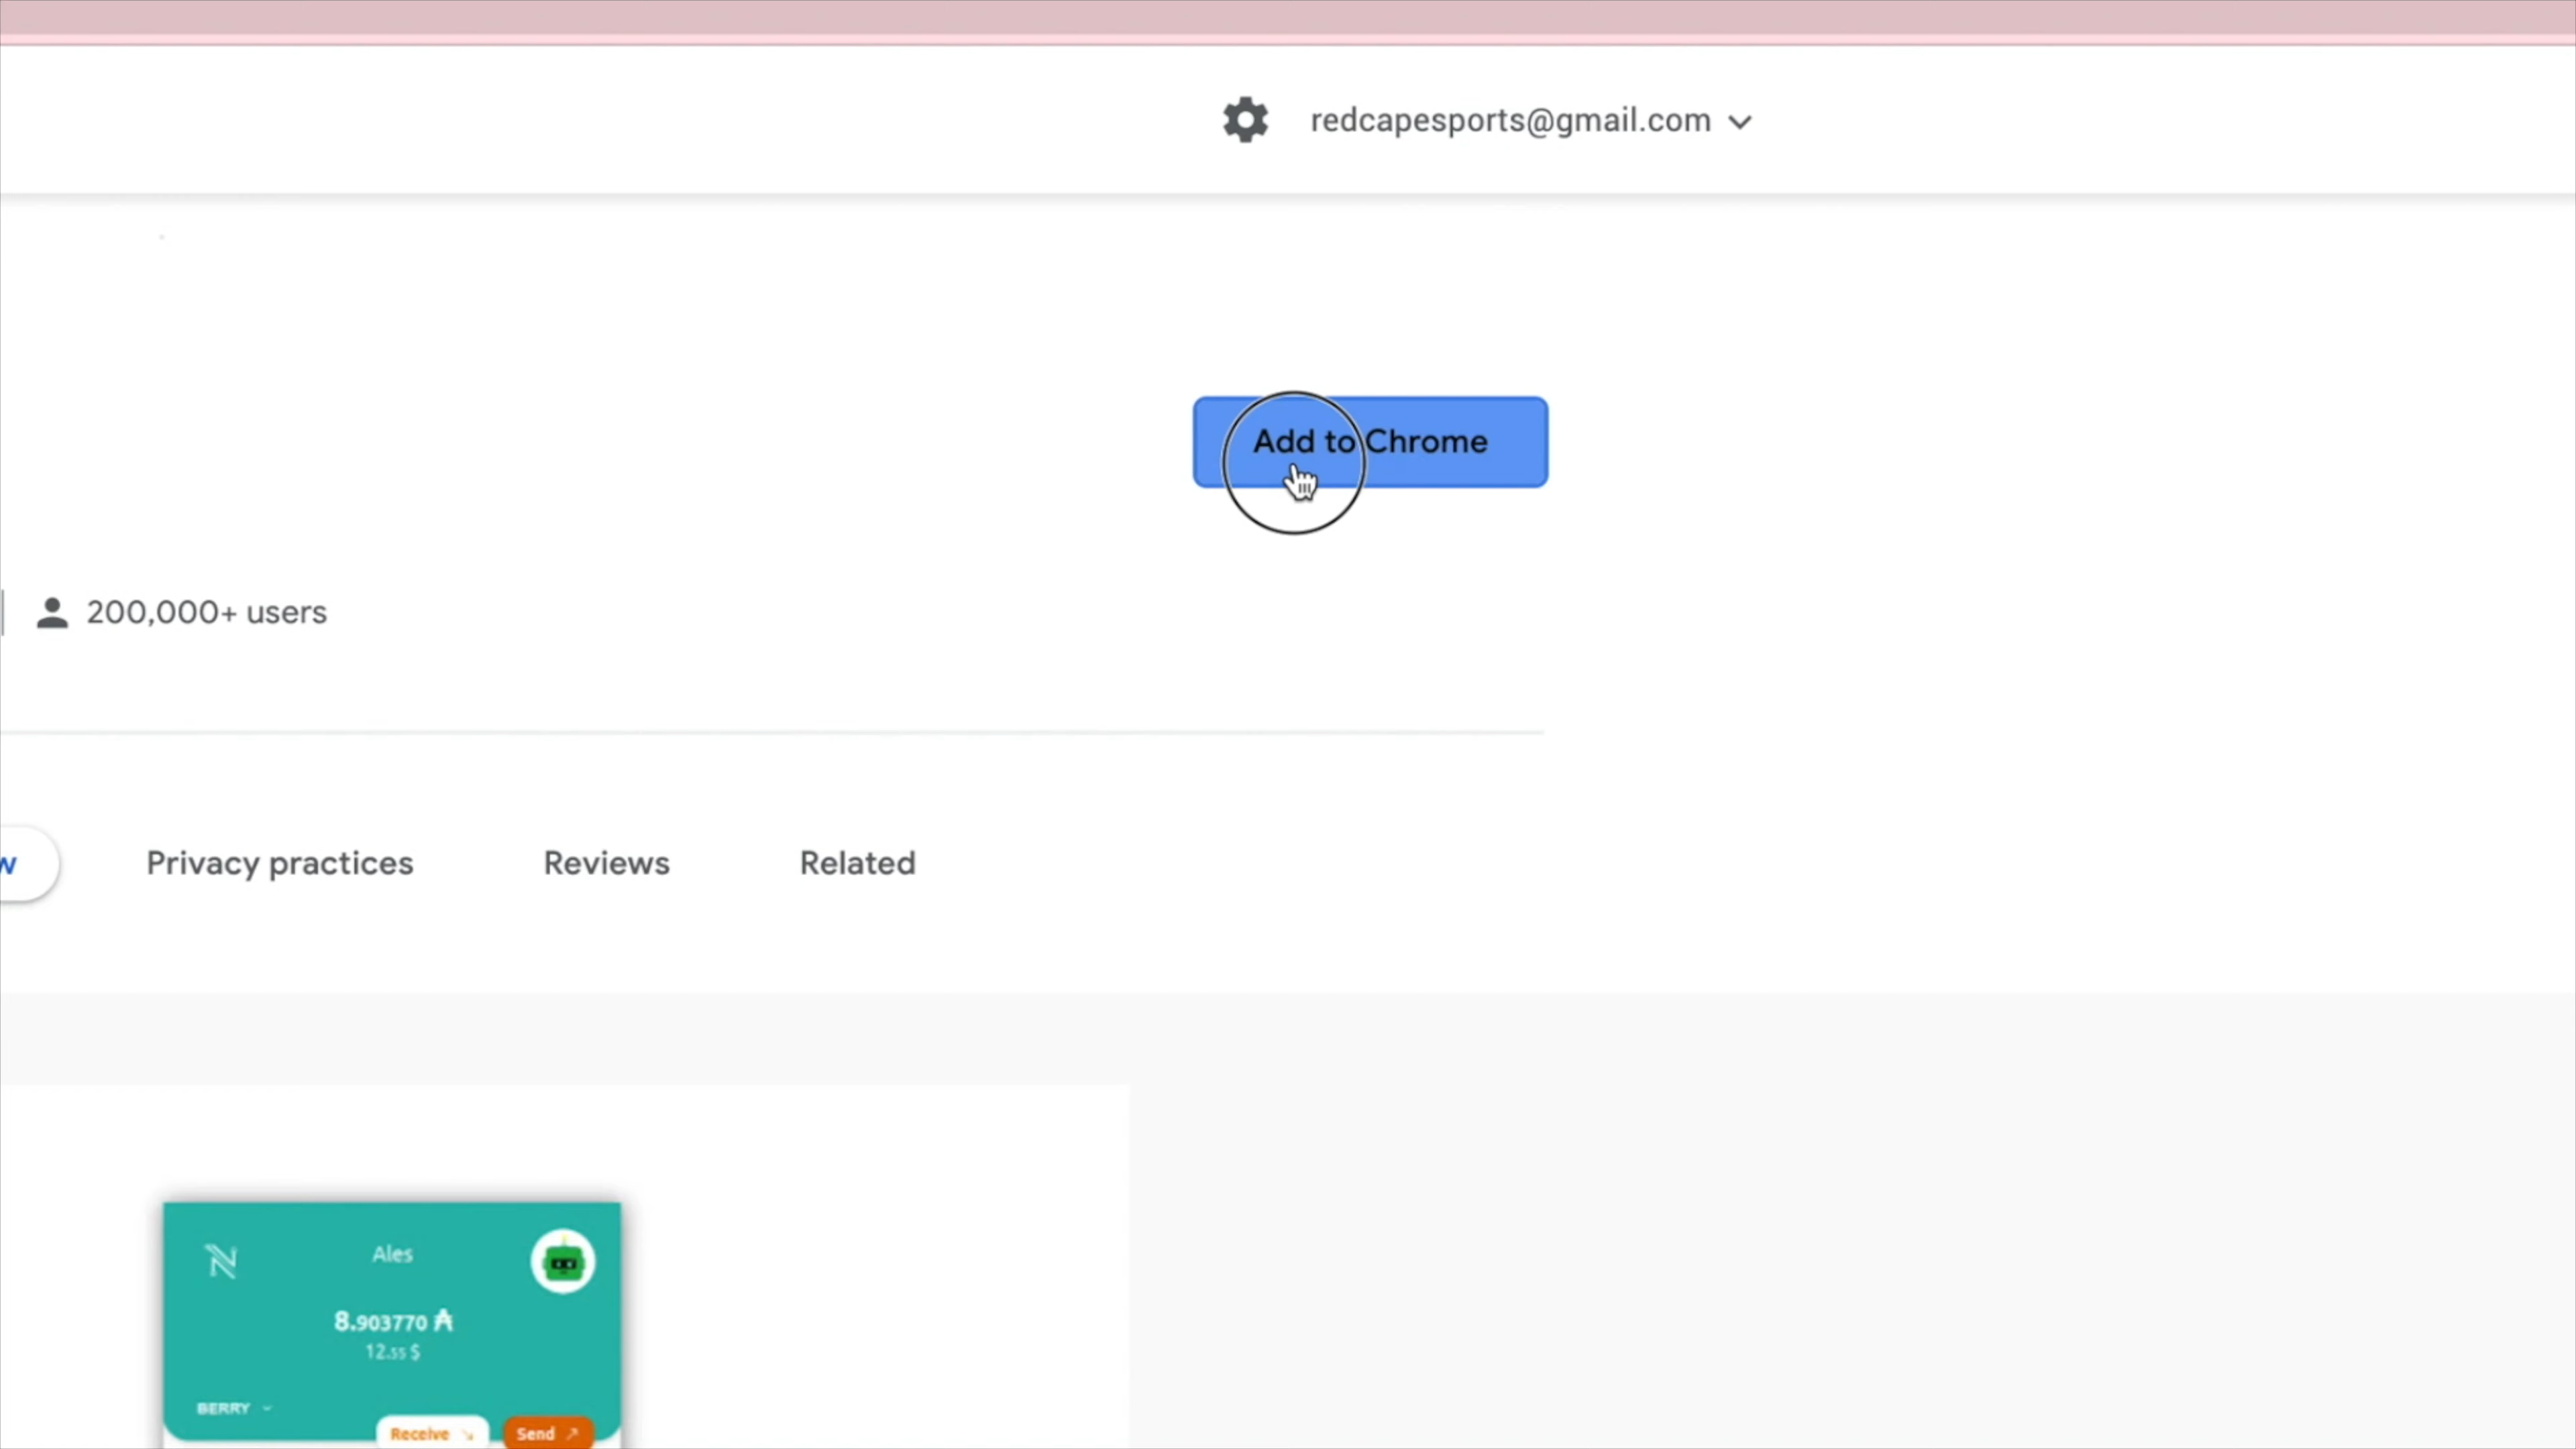 redcapesports@gmail.com
Add to Chrome
200,000+ users
w
Privacy practices
Reviews
Related
Ales
8.903770 ₳
12.55 $
BERRY
Receive
Send